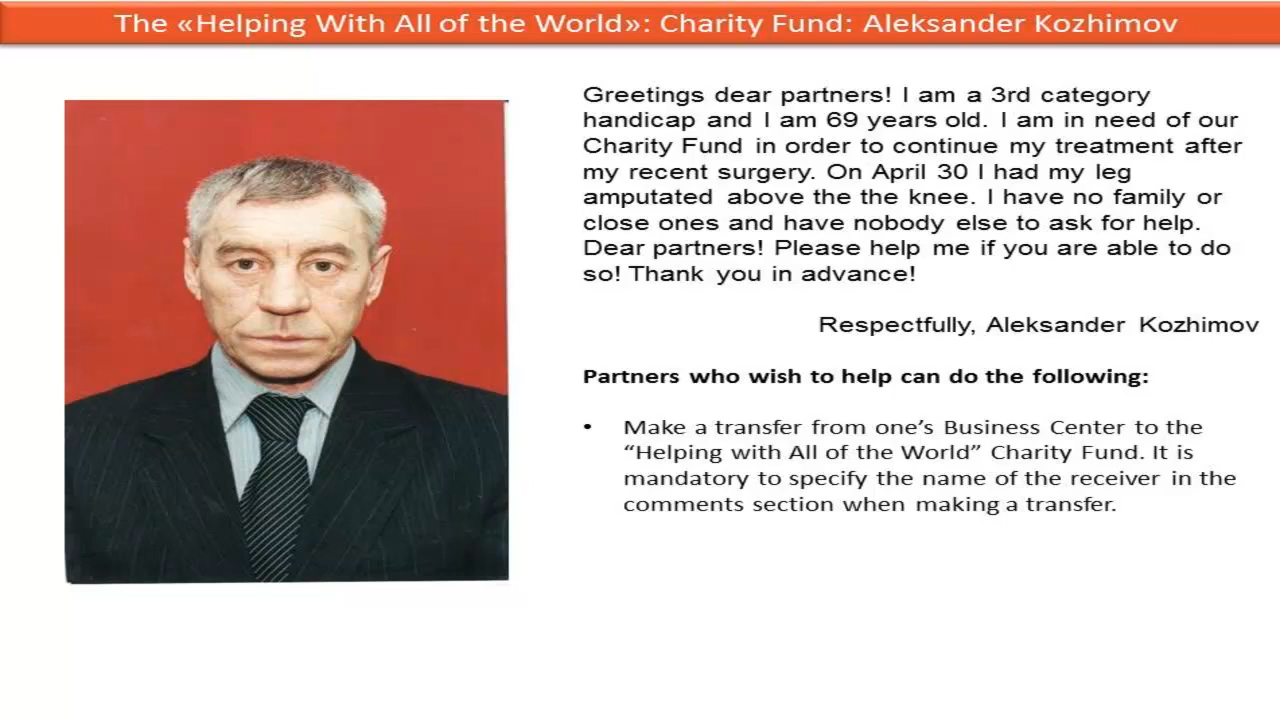 The «Helping With All of the World»: Charity Fund: Aleksander Kozhimov
Greetings dear partners! I am a 3rd category
handicap and I am 69 years old. I am in need of our
Charity Fund in order to continue my treatment after
my recent surgery. On April 30 I had my leg
amputated above the the knee. I have no family or
close ones and have nobody else to ask for help.
Dear partners! Please help me if you are able to do
so! Thank you in advance!
Respectfully, Aleksander Kozhimov
Partners who wish to help can do the following:
• Make a transfer from one’s Business Center to the
“Helping with All of the World” Charity Fund. It is
mandatory to specify the name of the receiver in the
comments section when making a transfer.